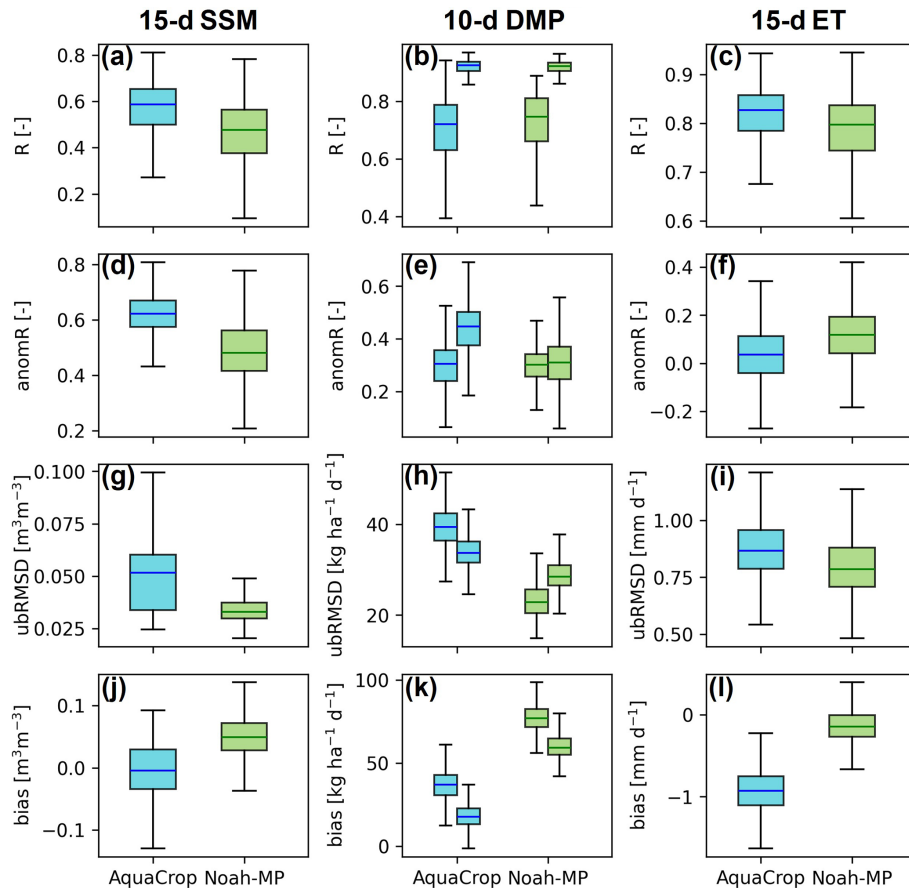 15-d SSM 10-d DMP 15-d ET
(a) (b) (c)
R [-] R [-] R [-]
0.8 0.6 0.4 0.2
0.8 0.6 0.4
0.9 0.8 0.7 0.6
(d) (e) (f)
anomR [-] anomR [-] anomR [-]
0.8 0.6 0.4 0.2
0.6 0.4 0.2
0.4 0.2 0.0 −0.2
(g) (h) (i)
ubRMSD [m³m⁻³] ubRMSD [kg ha⁻¹ d⁻¹] ubRMSD [mm d⁻¹]
0.100 0.075 0.050 0.025
40 20
1.00 0.75 0.50
(j) (k) (l)
bias [m³m⁻³] bias [kg ha⁻¹ d⁻¹] bias [mm d⁻¹]
0.1 0.0 −0.1
100 50 0
0 −1
AquaCrop Noah-MP AquaCrop Noah-MP AquaCrop Noah-MP